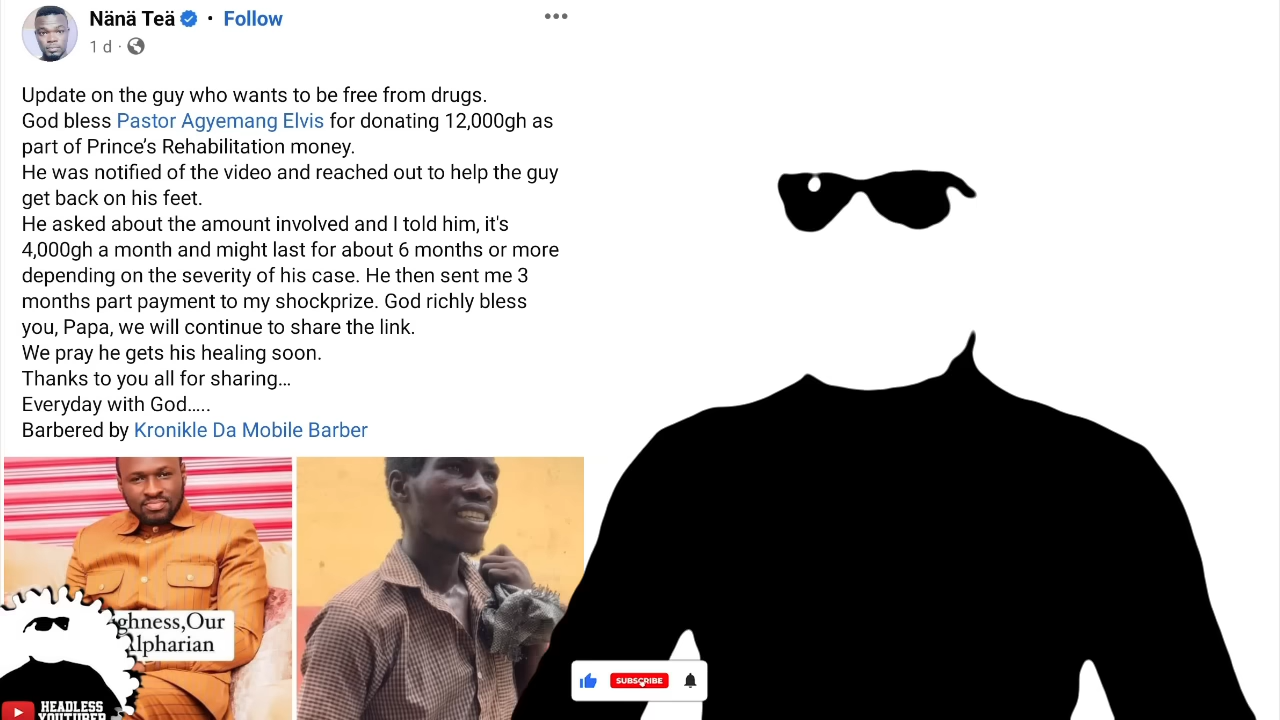 Nänä Teä · Follow
1 d ·
Update on the guy who wants to be free from drugs.
God bless Pastor Agyemang Elvis for donating 12,000gh as
part of Prince’s Rehabilitation money.
He was notified of the video and reached out to help the guy
get back on his feet.
He asked about the amount involved and I told him, it's
4,000gh a month and might last for about 6 months or more
depending on the severity of his case. He then sent me 3
months part payment to my shockprize. God richly bless
you, Papa, we will continue to share the link.
We pray he gets his healing soon.
Thanks to you all for sharing…
Everyday with God…..
Barbered by Kronikle Da Mobile Barber
ghness,Our
lpharian
HEADLESS
YOUTUBER
SUBSCRIBE